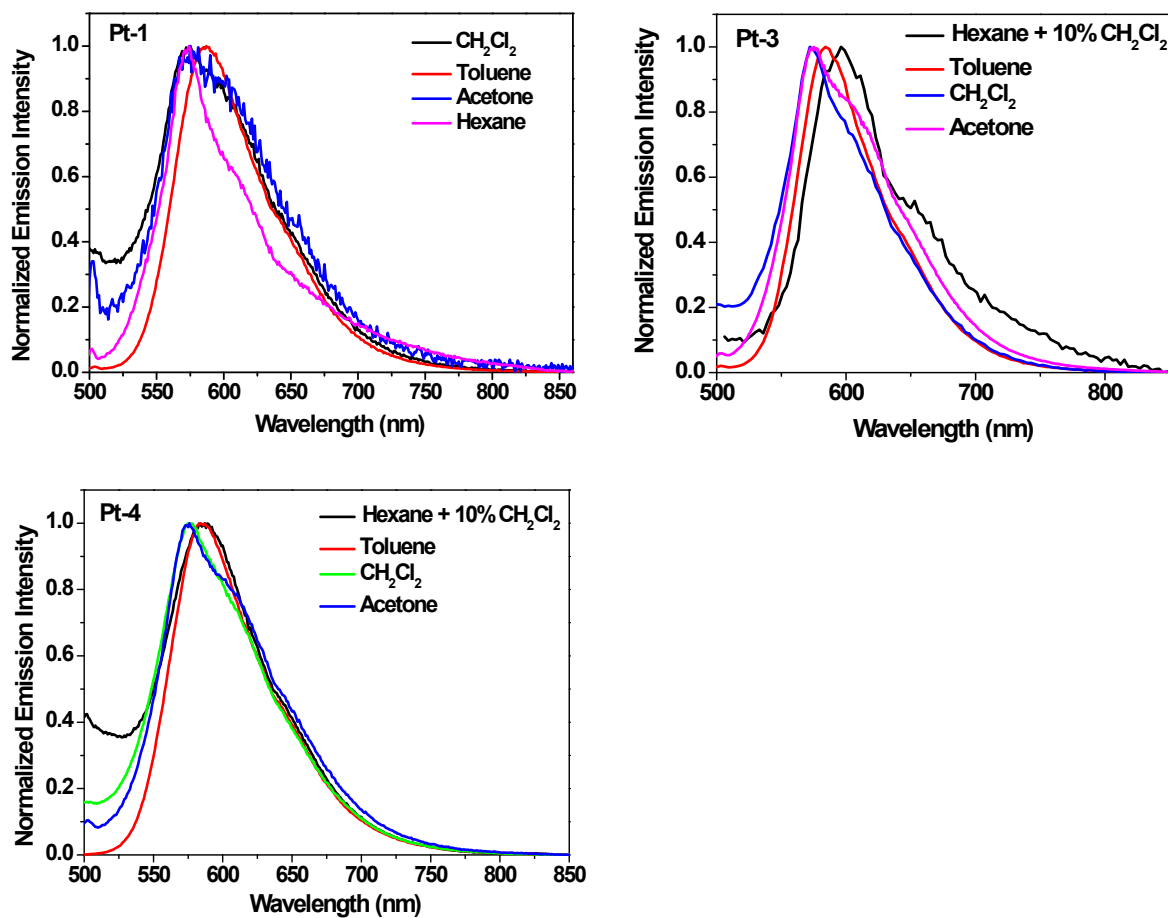 Pt-1
CH₂Cl₂
Toluene
Acetone
Hexane
Normalized Emission Intensity
1.0
0.8
0.6
0.4
0.2
0.0
500 550 600 650 700 750 800 850
Wavelength (nm)
Pt-3
Hexane + 10% CH₂Cl₂
Toluene
CH₂Cl₂
Acetone
Normalized Emission Intensity
1.0
0.8
0.6
0.4
0.2
0.0
500 600 700 800
Wavelength (nm)
Pt-4
Hexane + 10% CH₂Cl₂
Toluene
CH₂Cl₂
Acetone
Normalized Emission Intensity
1.0
0.8
0.6
0.4
0.2
0.0
500 550 600 650 700 750 800 850
Wavelength (nm)